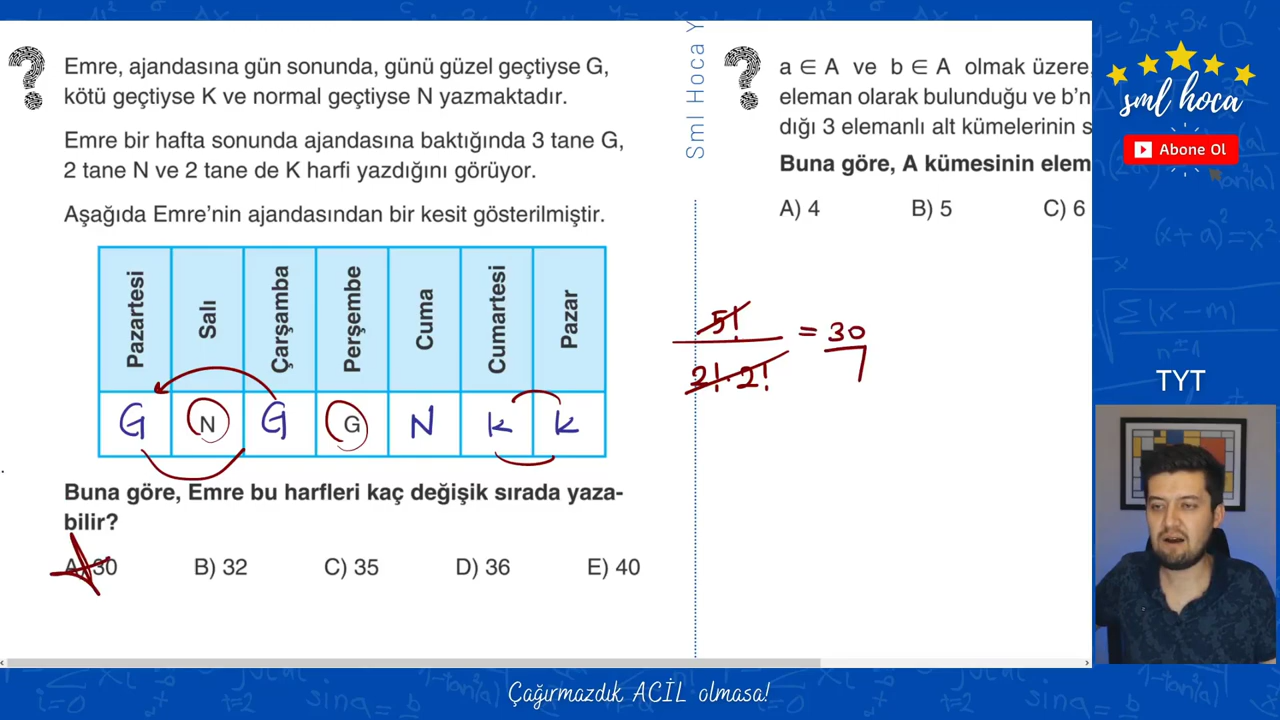 Emre, ajandasına gün sonunda, günü güzel geçtiyse G,
kötü geçtiyse K ve normal geçtiyse N yazmaktadır.
Emre bir hafta sonunda ajandasına baktığında 3 tane G,
2 tane N ve 2 tane de K harfi yazdığını görüyor.
Aşağıda Emre'nin ajandasından bir kesit gösterilmiştir.
Pazartesi Salı Çarşamba Perşembe Cuma Cumartesi Pazar
G N G G N K K
Buna göre, Emre bu harfleri kaç değişik sırada yaza-
bilir?
A) 30 B) 32 C) 35 D) 36 E) 40
5!
2! . 2!
= 30
Sml Hoca Y
a ∈ A ve b ∈ A olmak üzere,
eleman olarak bulunduğu ve b'n
dığı 3 elemanlı alt kümelerinin s
Buna göre, A kümesinin elem
A) 4 B) 5 C) 6
sml hoca
Abone Ol
TYT
Çağırmazdık ACİL olmasa!